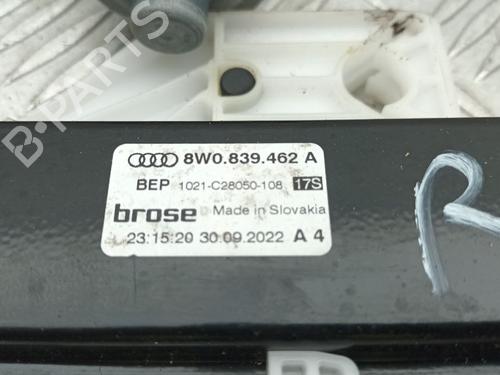 8W0.839.462 A
BEP 1021-C28050-108 17S
brose Made in Slovakia
23:15:20 30.09.2022 A 4
R
B-PARTS